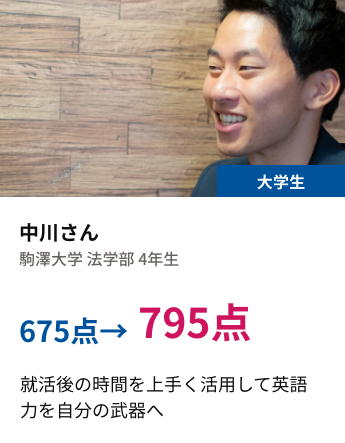 大学生
中川さん
駒澤大学 法学部 4年生
675点→ 795点
就活後の時間を上手く活用して英語
力を自分の武器へ